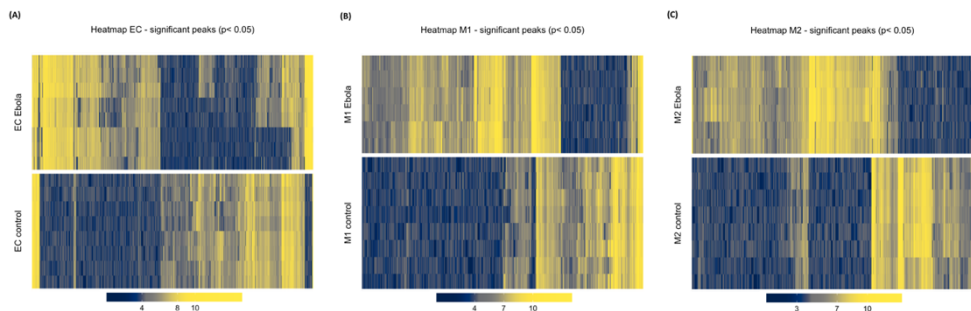 (A)
Heatmap EC - significant peaks (p< 0.05)
EC Ebola
EC control
4 8 10
(B)
Heatmap M1 - significant peaks (p< 0.05)
M1 Ebola
M1 control
4 7 10
(C)
Heatmap M2 - significant peaks (p< 0.05)
M2 Ebola
M2 control
3 7 10